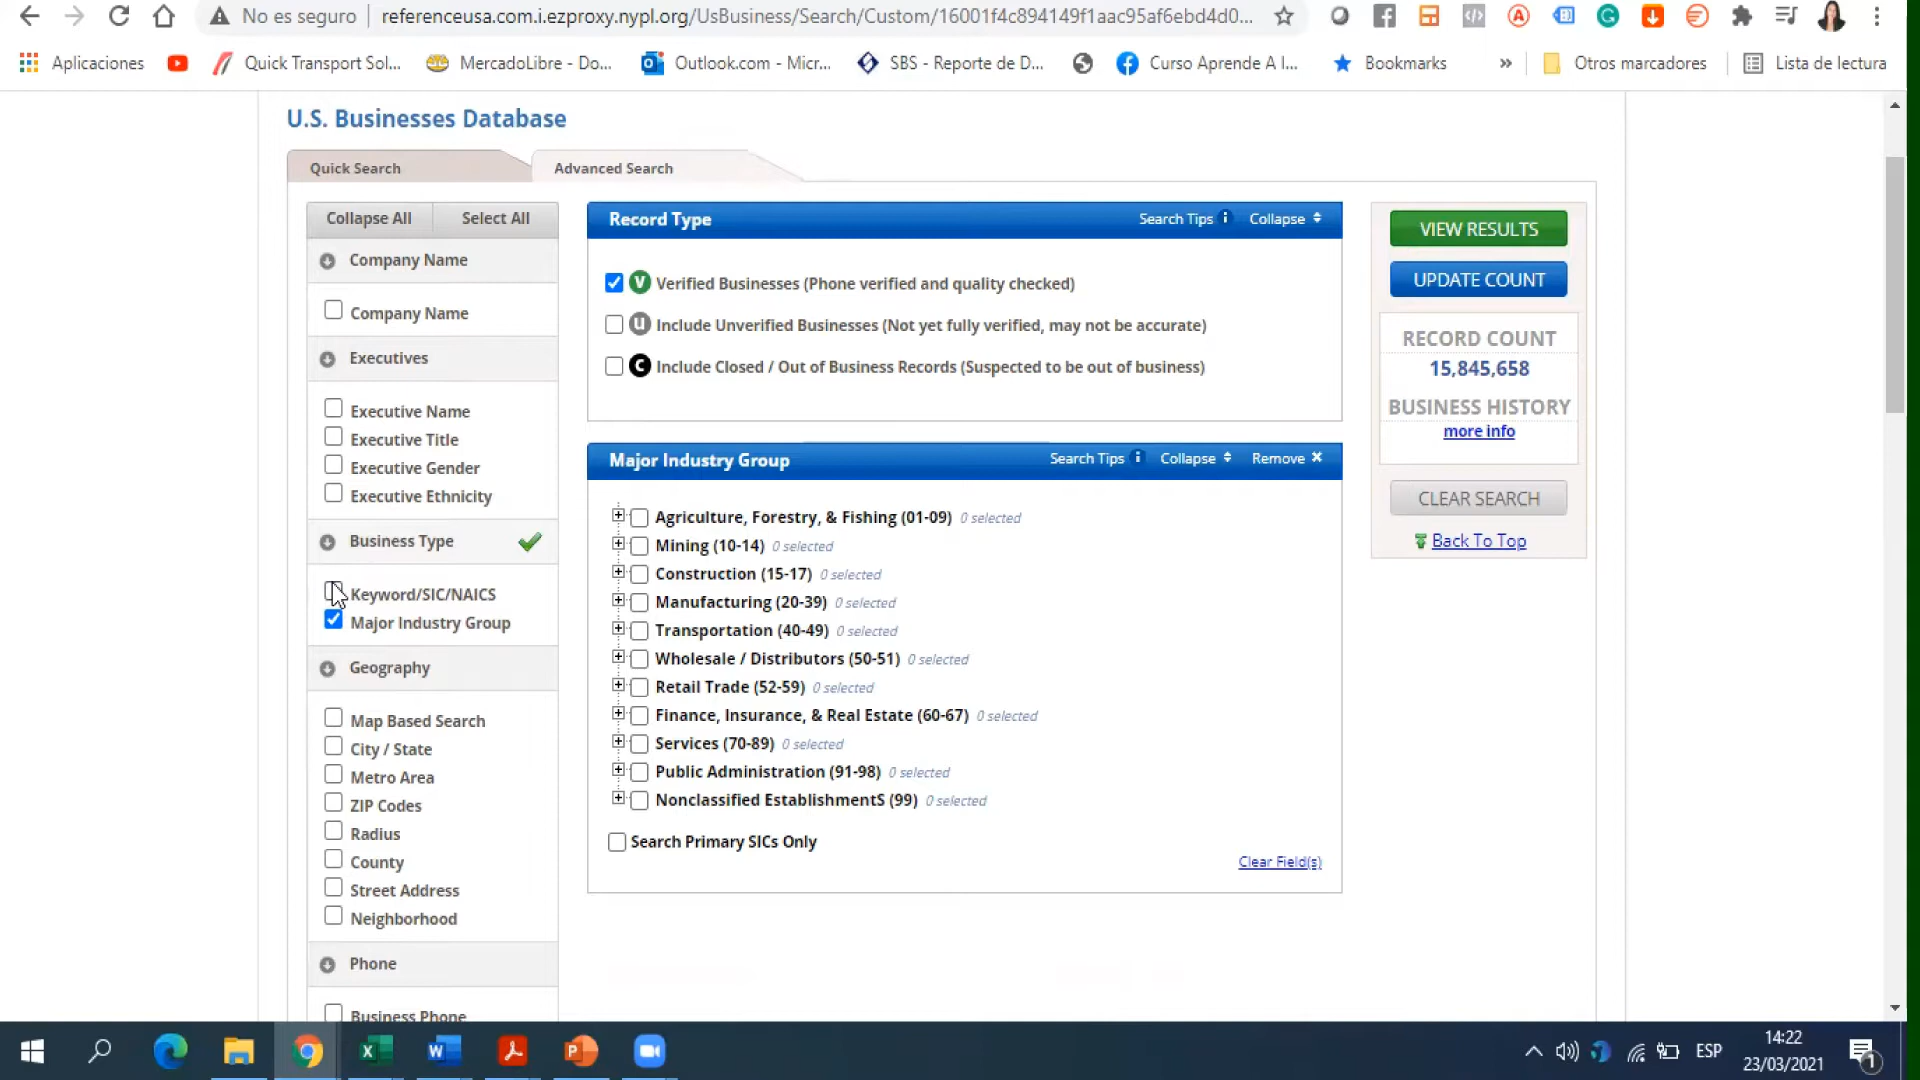 No es seguro | referenceusa.com.i.ezproxy.nypl.org/UsBusiness/Search/Custom/16001f4c894149f1aac95af6ebd4d0...
Aplicaciones Quick Transport Sol... MercadoLibre - Do... Outlook.com - Micr... SBS - Reporte de D... Curso Aprende A I... Bookmarks » Otros marcadores Lista de lectura
U.S. Businesses Database
Quick Search Advanced Search
Collapse All Select All
Company Name
Company Name
Executives
Executive Name
Executive Title
Executive Gender
Executive Ethnicity
Business Type
Keyword/SIC/NAICS
Major Industry Group
Geography
Map Based Search
City / State
Metro Area
ZIP Codes
Radius
County
Street Address
Neighborhood
Phone
Business Phone
Record Type Search Tips i Collapse
V Verified Businesses (Phone verified and quality checked)
U Include Unverified Businesses (Not yet fully verified, may not be accurate)
C Include Closed / Out of Business Records (Suspected to be out of business)
Major Industry Group Search Tips i Collapse Remove ×
Agriculture, Forestry, & Fishing (01-09) 0 selected
Mining (10-14) 0 selected
Construction (15-17) 0 selected
Manufacturing (20-39) 0 selected
Transportation (40-49) 0 selected
Wholesale / Distributors (50-51) 0 selected
Retail Trade (52-59) 0 selected
Finance, Insurance, & Real Estate (60-67) 0 selected
Services (70-89) 0 selected
Public Administration (91-98) 0 selected
Nonclassified EstablishmentS (99) 0 selected
Search Primary SICs Only
Clear Field(s)
VIEW RESULTS
UPDATE COUNT
RECORD COUNT
15,845,658
BUSINESS HISTORY
more info
CLEAR SEARCH
Back To Top
ESP
14:22
23/03/2021
1